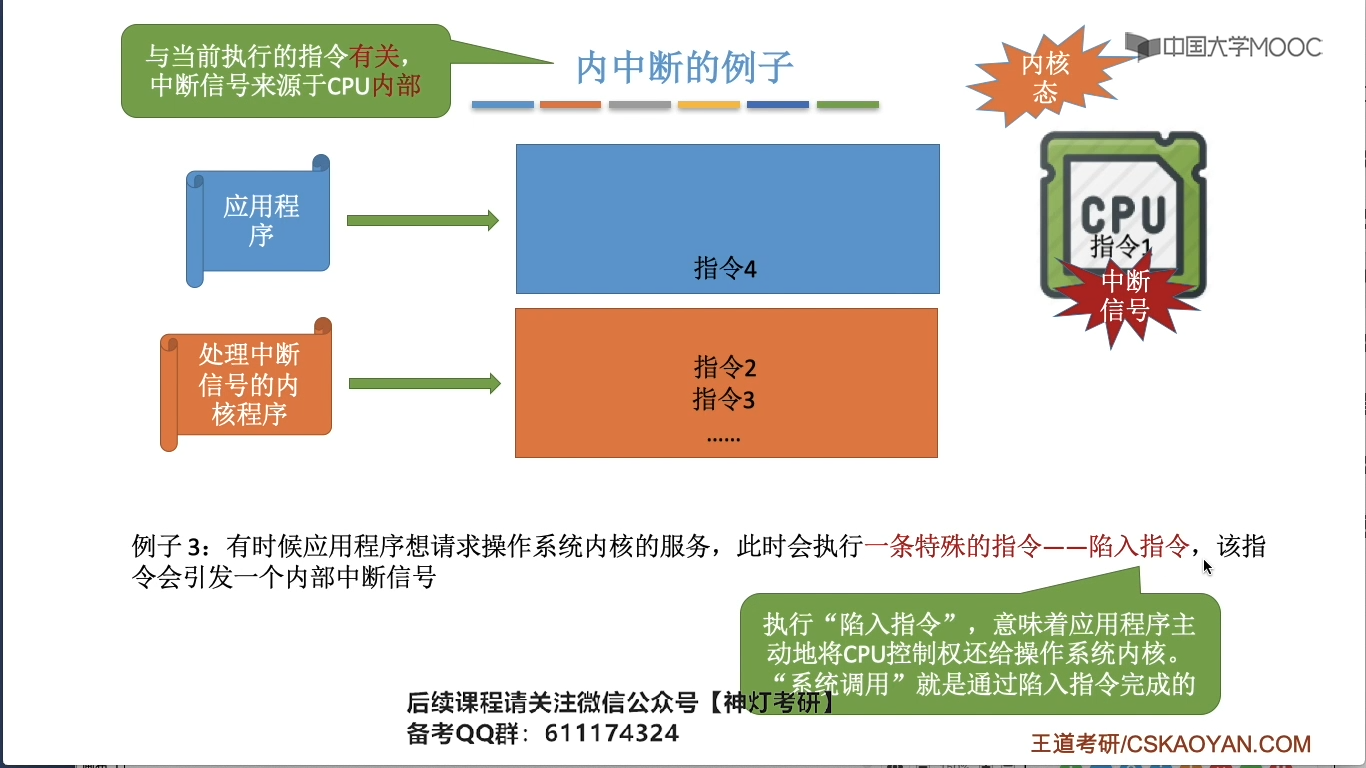 与当前执行的指令有关，
中断信号来源于CPU内部
内中断的例子
内核
态
中国大学MOOC
应用程
序
指令4
CPU
指令1
中断
信号
处理中断
信号的内
核程序
指令2
指令3
......
例子 3：有时候应用程序想请求操作系统内核的服务，此时会执行一条特殊的指令——陷入指令，该指
令会引发一个内部中断信号
执行“陷入指令”，意味着应用程序主
动地将CPU控制权还给操作系统内核。
“系统调用”就是通过陷入指令完成的
后续课程请关注微信公众号【神灯考研】
备考QQ群：611174324
王道考研/CSKAOYAN.COM